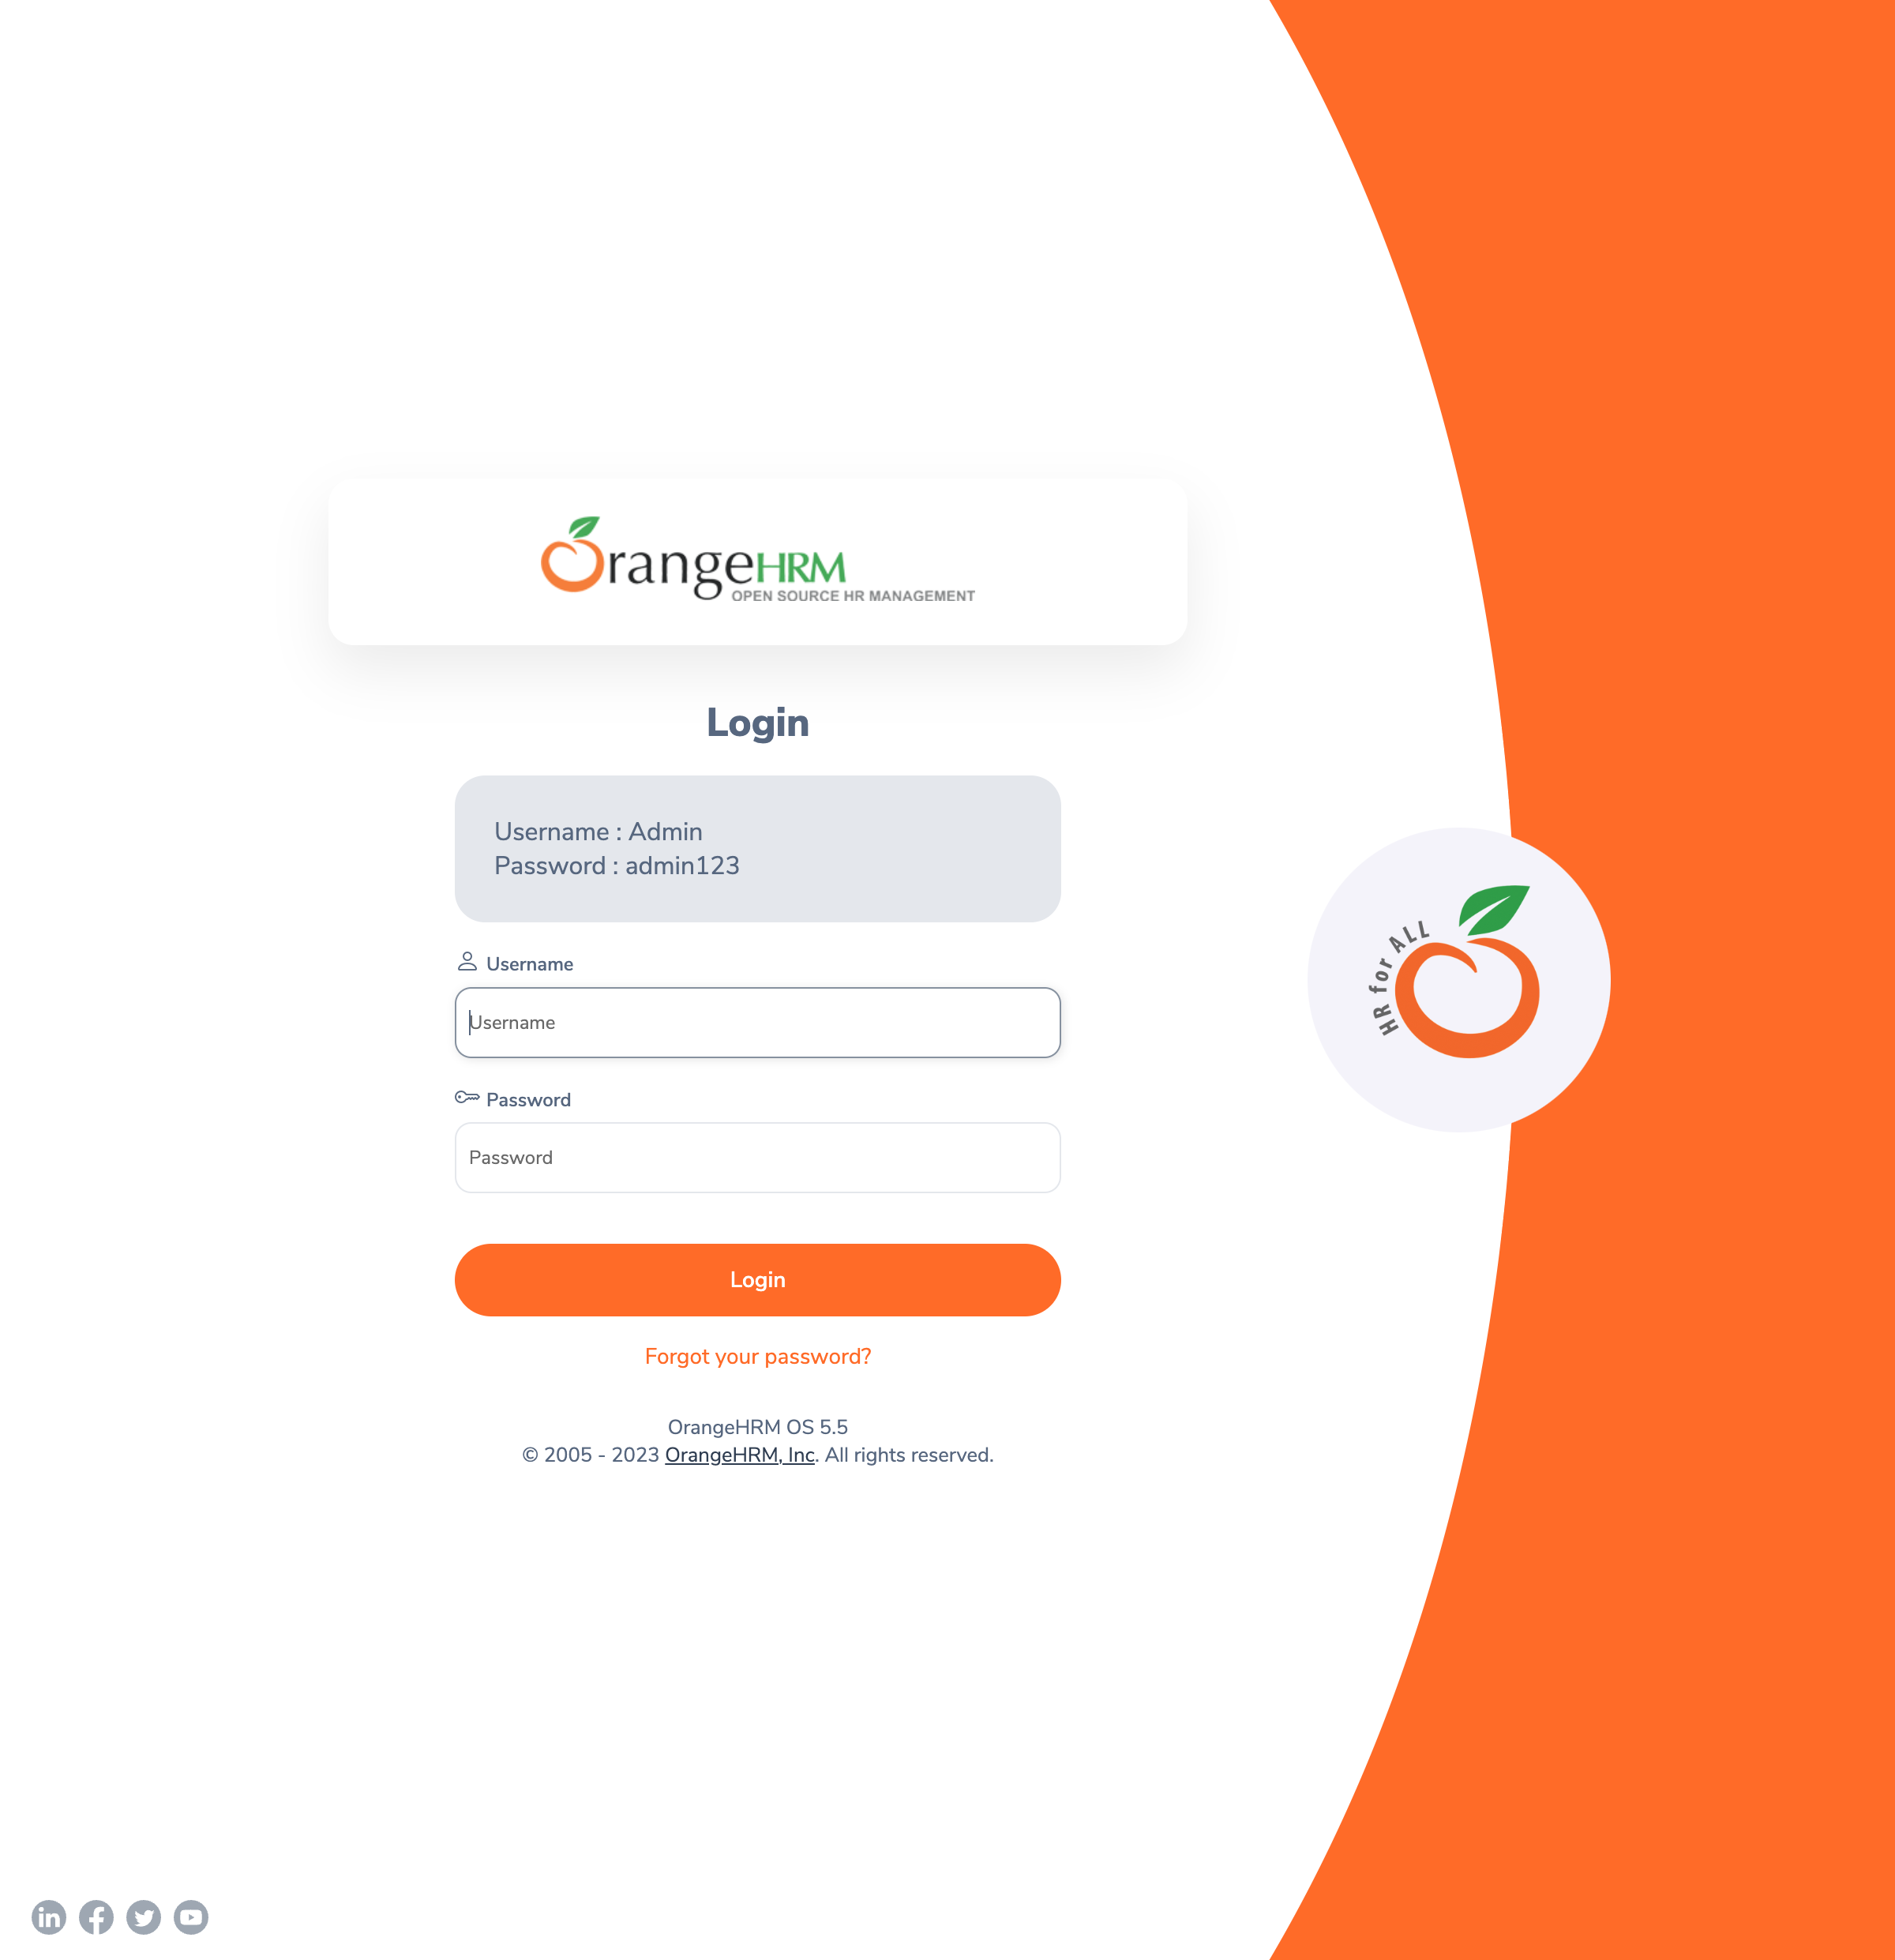 OrangeHRM
OPEN SOURCE HR MANAGEMENT
Login
Username : Admin
Password : admin123
Username
Username
Password
Password
Login
Forgot your password?
OrangeHRM OS 5.5
© 2005 - 2023 OrangeHRM, Inc. All rights reserved.
HR for ALL
in
f